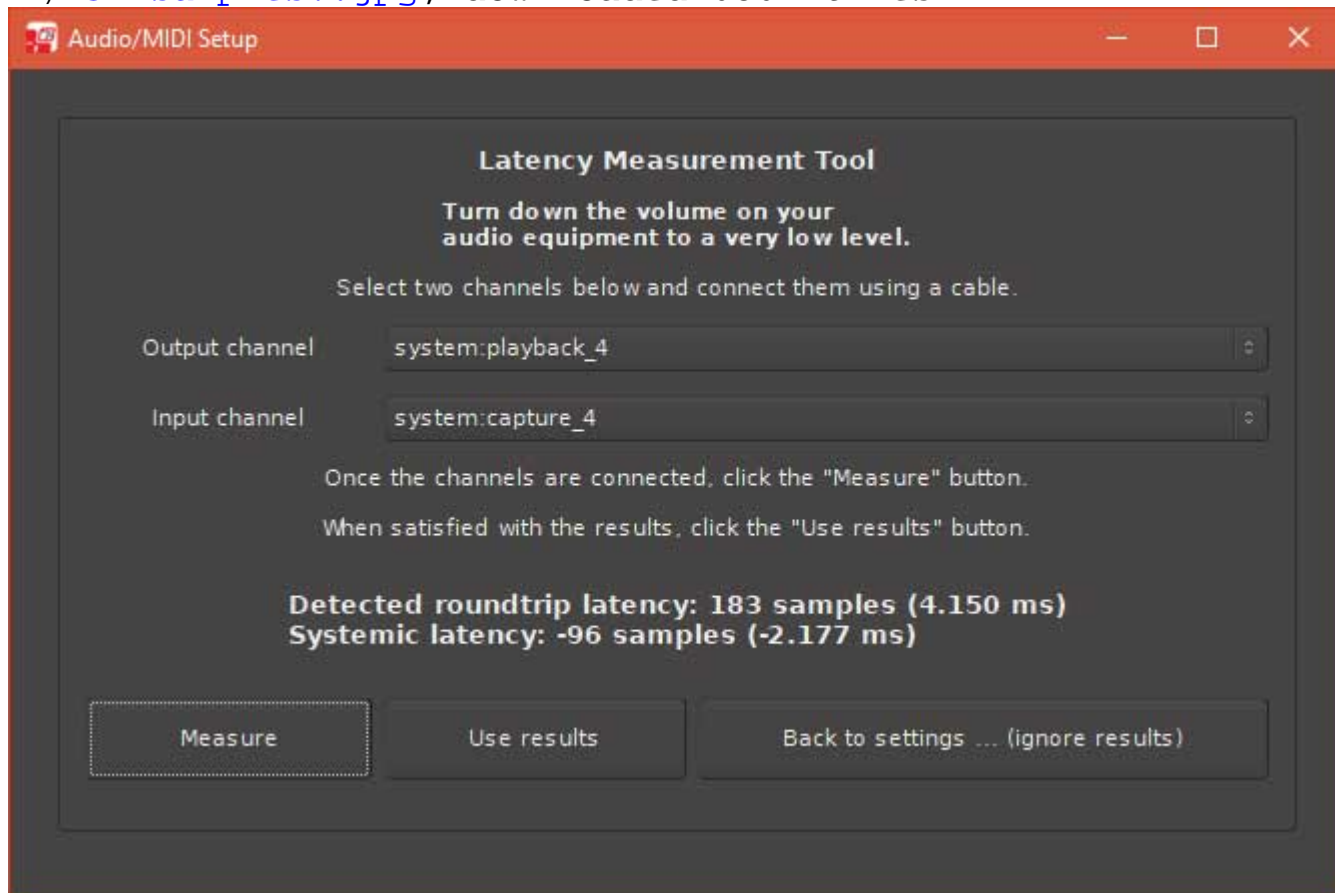 Audio/MIDI Setup
Latency Measurement Tool
Turn down the volume on your
audio equipment to a very low level.
Select two channels below and connect them using a cable.
Output channel system:playback_4
Input channel system:capture_4
Once the channels are connected, click the "Measure" button.
When satisfied with the results, click the "Use results" button.
Detected roundtrip latency: 183 samples (4.150 ms)
Systemic latency: -96 samples (-2.177 ms)
Measure Use results Back to settings ... (ignore results)